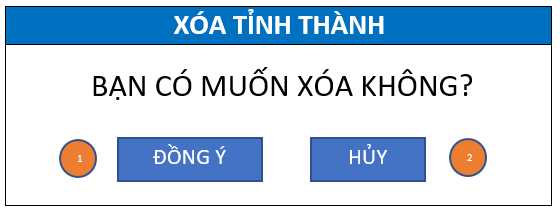 XÓA TỈNH THÀNH
BẠN CÓ MUỐN XÓA KHÔNG?
1 ĐỒNG Ý HỦY 2